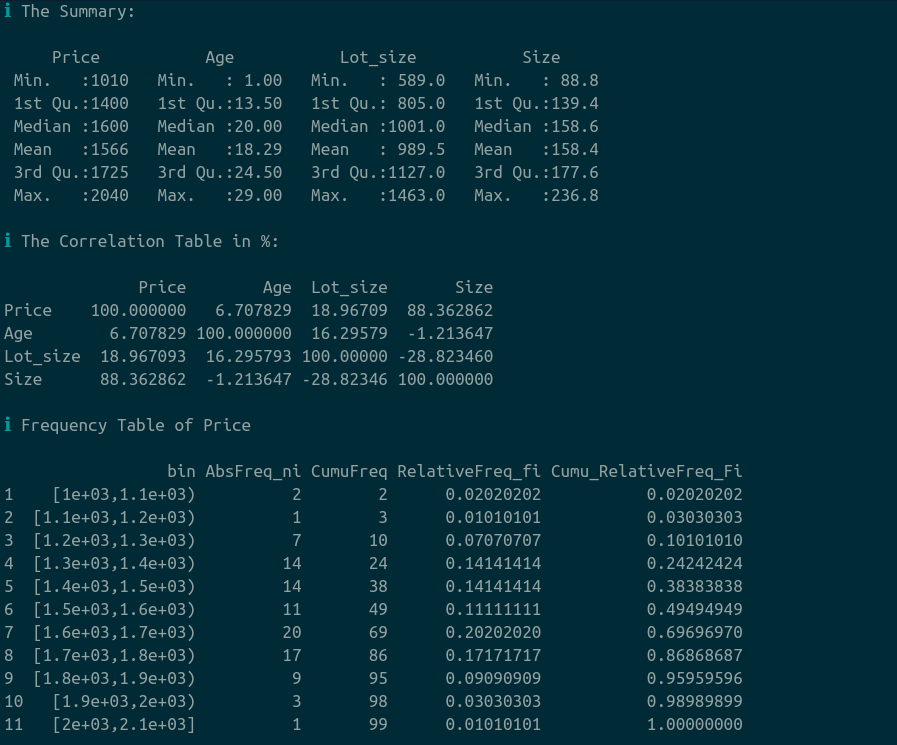 ℹ The Summary:
     Price           Age           Lot_size           Size
 Min.   :1010   Min.   : 1.00   Min.   : 589.0   Min.   : 88.8
 1st Qu.:1400   1st Qu.:13.50   1st Qu.: 805.0   1st Qu.:139.4
 Median :1600   Median :20.00   Median :1001.0   Median :158.6
 Mean   :1566   Mean   :18.29   Mean   : 989.5   Mean   :158.4
 3rd Qu.:1725   3rd Qu.:24.50   3rd Qu.:1127.0   3rd Qu.:177.6
 Max.   :2040   Max.   :29.00   Max.   :1463.0   Max.   :236.8
ℹ The Correlation Table in %:
              Price        Age  Lot_size       Size
Price    100.000000   6.707829  18.96709  88.362862
Age        6.707829 100.000000  16.29579  -1.213647
Lot_size  18.967093  16.295793 100.00000 -28.823460
Size      88.362862  -1.213647 -28.82346 100.000000
ℹ Frequency Table of Price
                 bin AbsFreq_ni CumuFreq RelativeFreq_fi Cumu_RelativeFreq_Fi
1    [1e+03,1.1e+03)          2        2      0.02020202           0.02020202
2  [1.1e+03,1.2e+03)          1        3      0.01010101           0.03030303
3  [1.2e+03,1.3e+03)          7       10      0.07070707           0.10101010
4  [1.3e+03,1.4e+03)         14       24      0.14141414           0.24242424
5  [1.4e+03,1.5e+03)         14       38      0.14141414           0.38383838
6  [1.5e+03,1.6e+03)         11       49      0.11111111           0.49494949
7  [1.6e+03,1.7e+03)         20       69      0.20202020           0.69696970
8  [1.7e+03,1.8e+03)         17       86      0.17171717           0.86868687
9  [1.8e+03,1.9e+03)          9       95      0.09090909           0.95959596
10   [1.9e+03,2e+03)          3       98      0.03030303           0.98989899
11   [2e+03,2.1e+03]          1       99      0.01010101           1.00000000